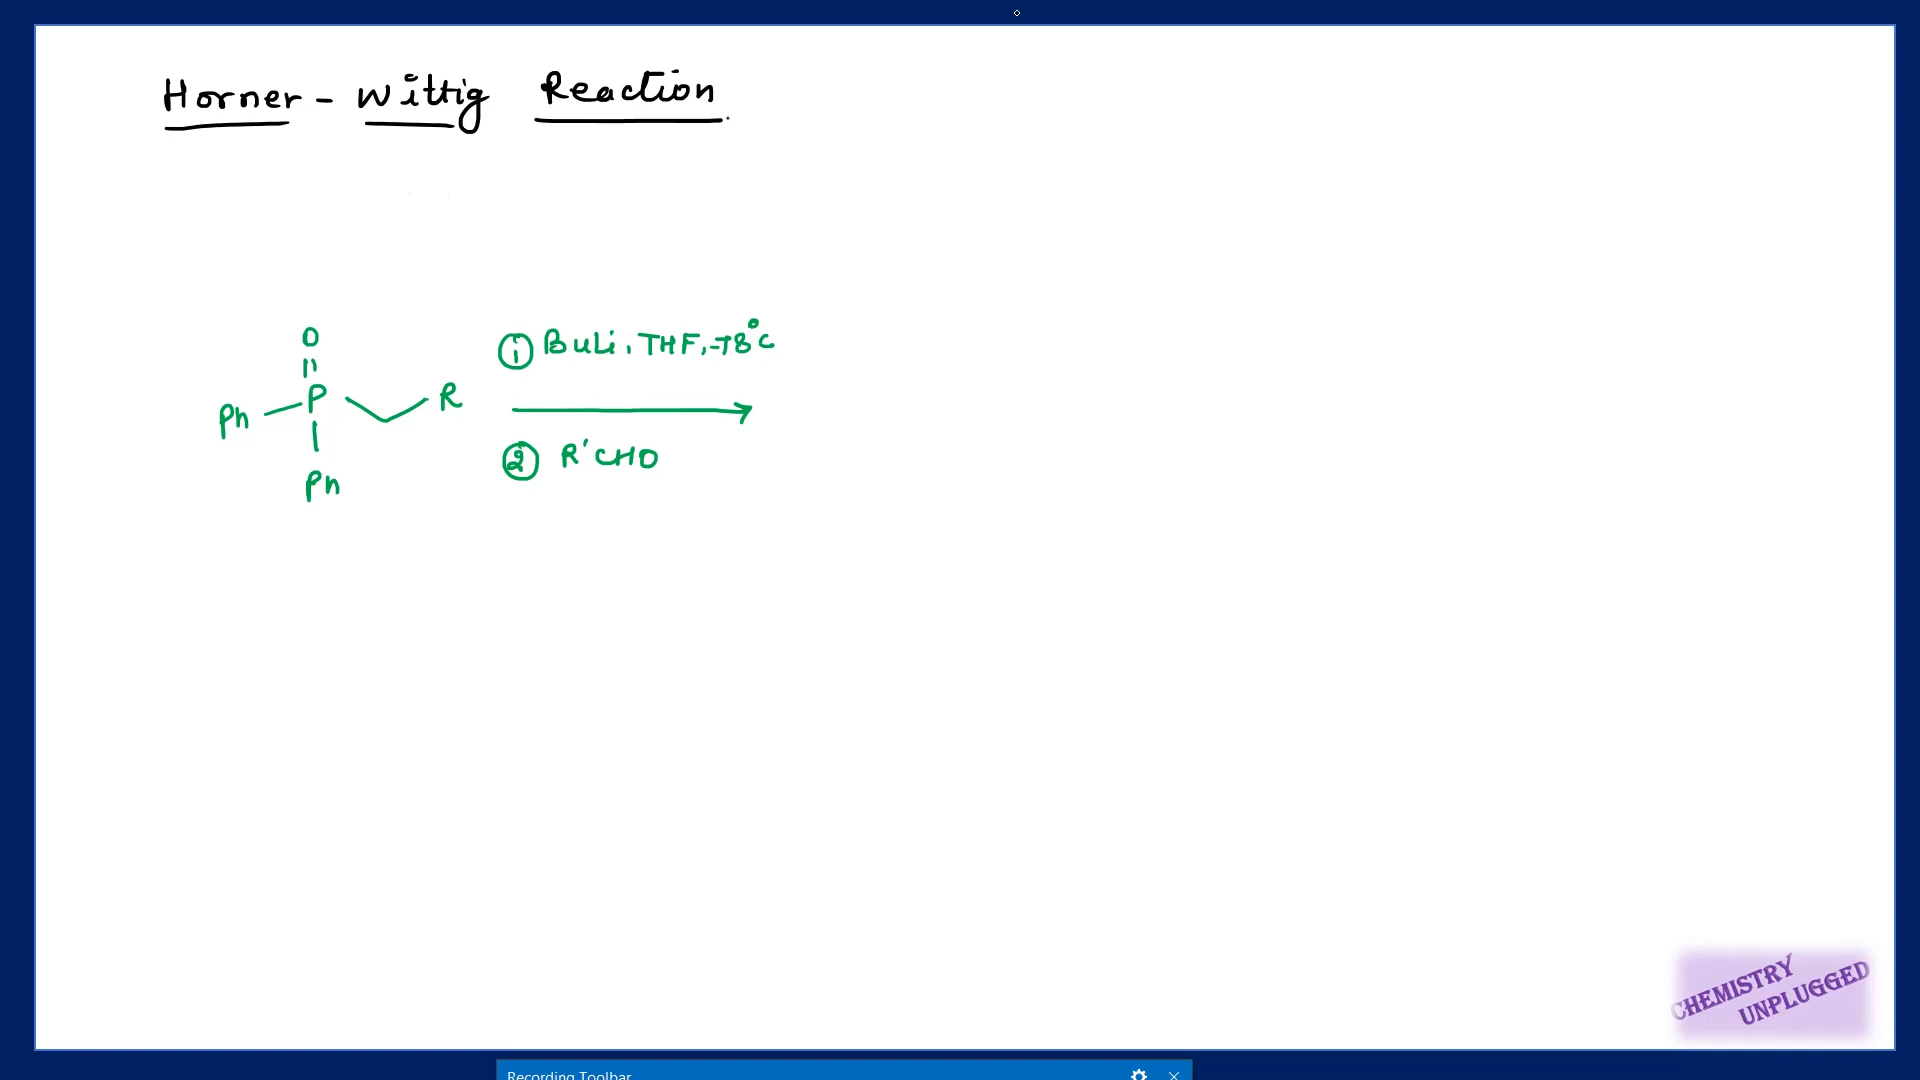 Horner - Wittig Reaction
O
① BuLi, THF, -78°C
Ph P R
② R'CHO
Ph
CHEMISTRY
UNPLUGGED
Recording Toolbar